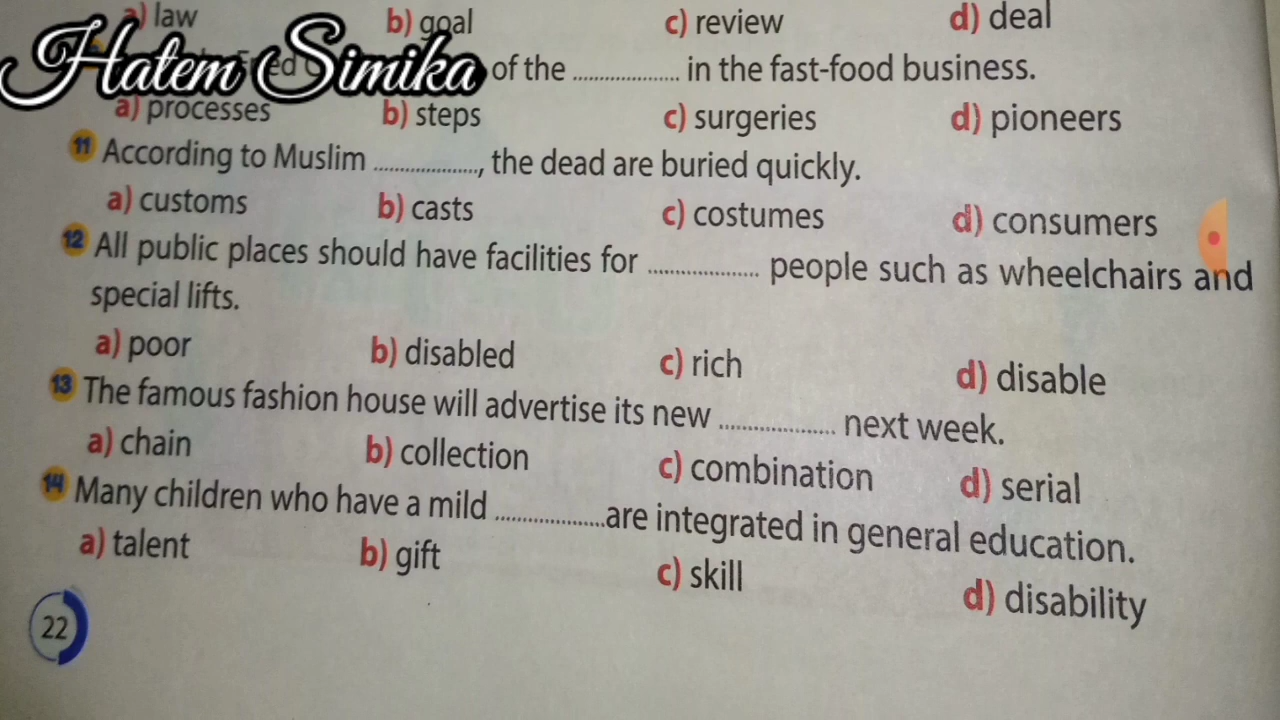 a) law b) goal c) review d) deal
Hatem Simika of the .................... in the fast-food business.
a) processes b) steps c) surgeries d) pioneers
11 According to Muslim ...................., the dead are buried quickly.
a) customs b) casts c) costumes d) consumers
12 All public places should have facilities for .................... people such as wheelchairs and
special lifts.
a) poor b) disabled c) rich d) disable
13 The famous fashion house will advertise its new .................... next week.
a) chain b) collection c) combination d) serial
14 Many children who have a mild ....................are integrated in general education.
a) talent b) gift c) skill d) disability
22